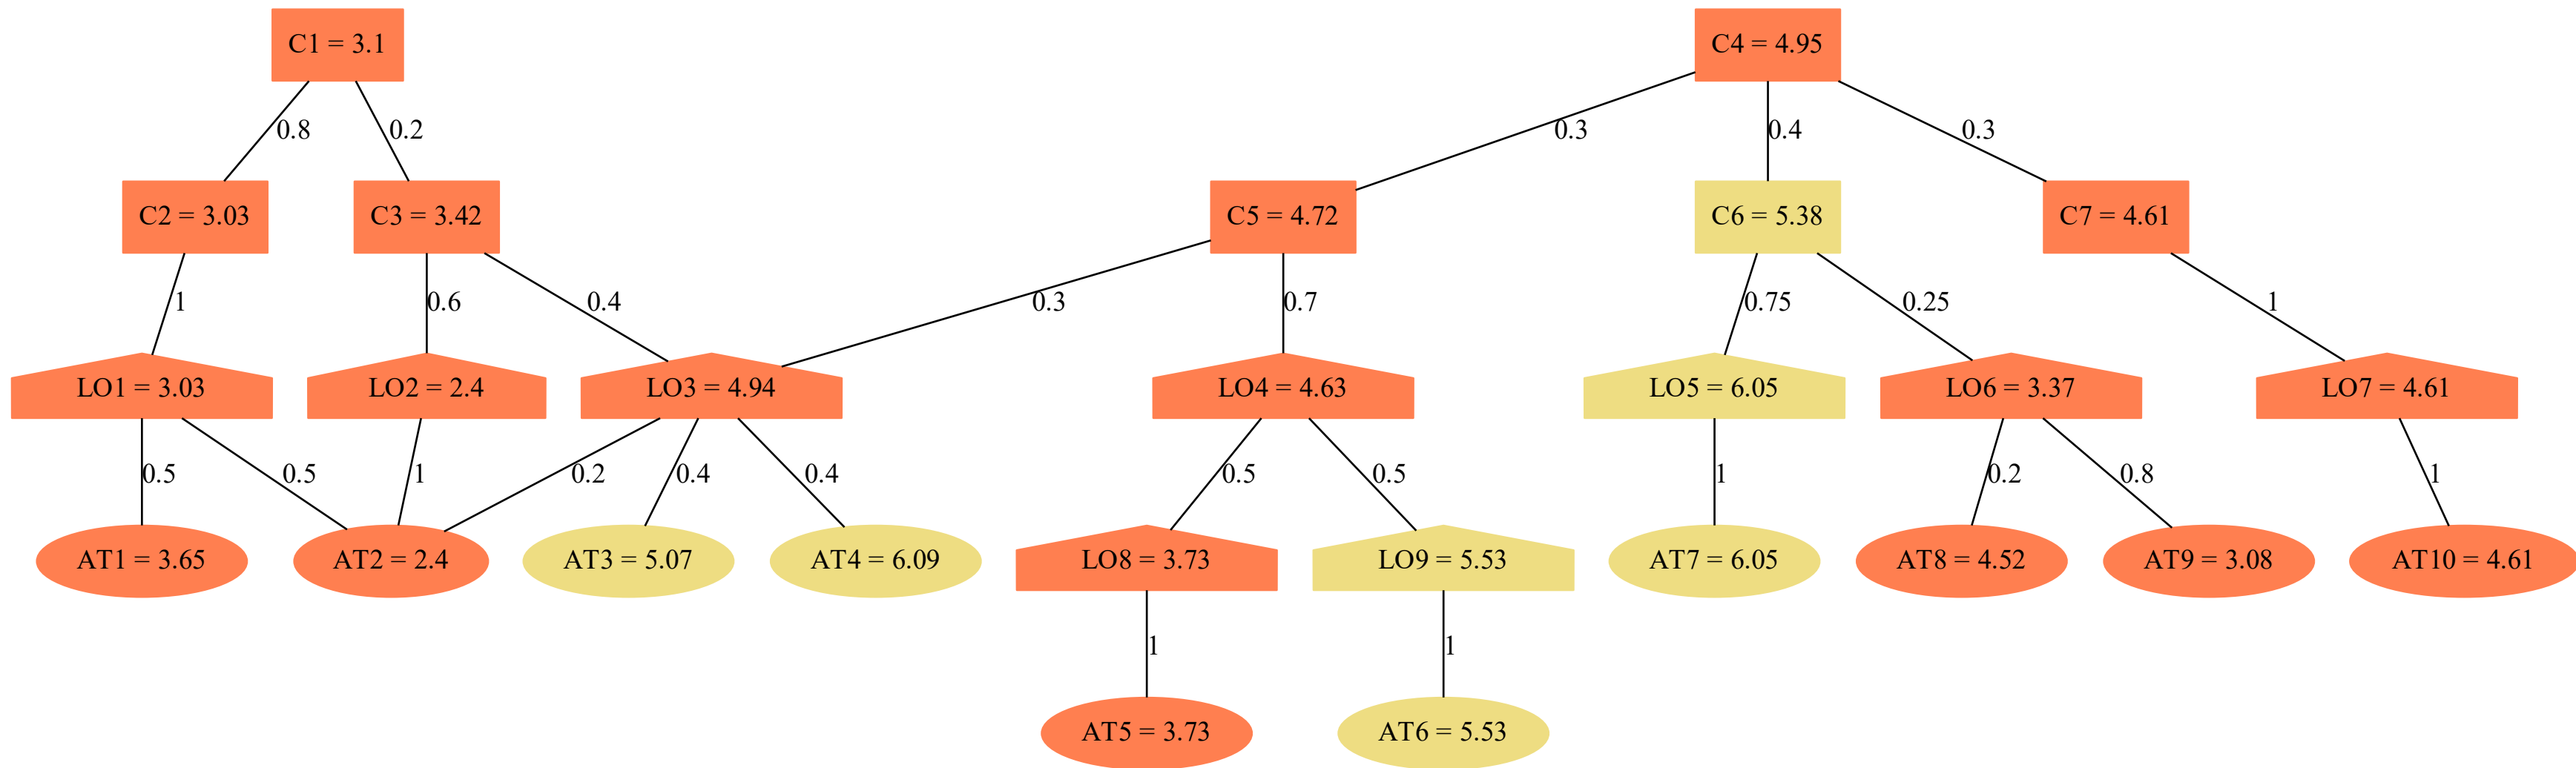 C1 = 3.1
C4 = 4.95
0.8
0.2
0.3
0.4
0.3
C2 = 3.03
C3 = 3.42
C5 = 4.72
C6 = 5.38
C7 = 4.61
1
0.6
0.4
0.3
0.7
0.75
0.25
1
LO1 = 3.03
LO2 = 2.4
LO3 = 4.94
LO4 = 4.63
LO5 = 6.05
LO6 = 3.37
LO7 = 4.61
0.5
0.5
1
0.2
0.4
0.4
0.5
0.5
1
0.2
0.8
1
AT1 = 3.65
AT2 = 2.4
AT3 = 5.07
AT4 = 6.09
LO8 = 3.73
LO9 = 5.53
AT7 = 6.05
AT8 = 4.52
AT9 = 3.08
AT10 = 4.61
1
1
AT5 = 3.73
AT6 = 5.53